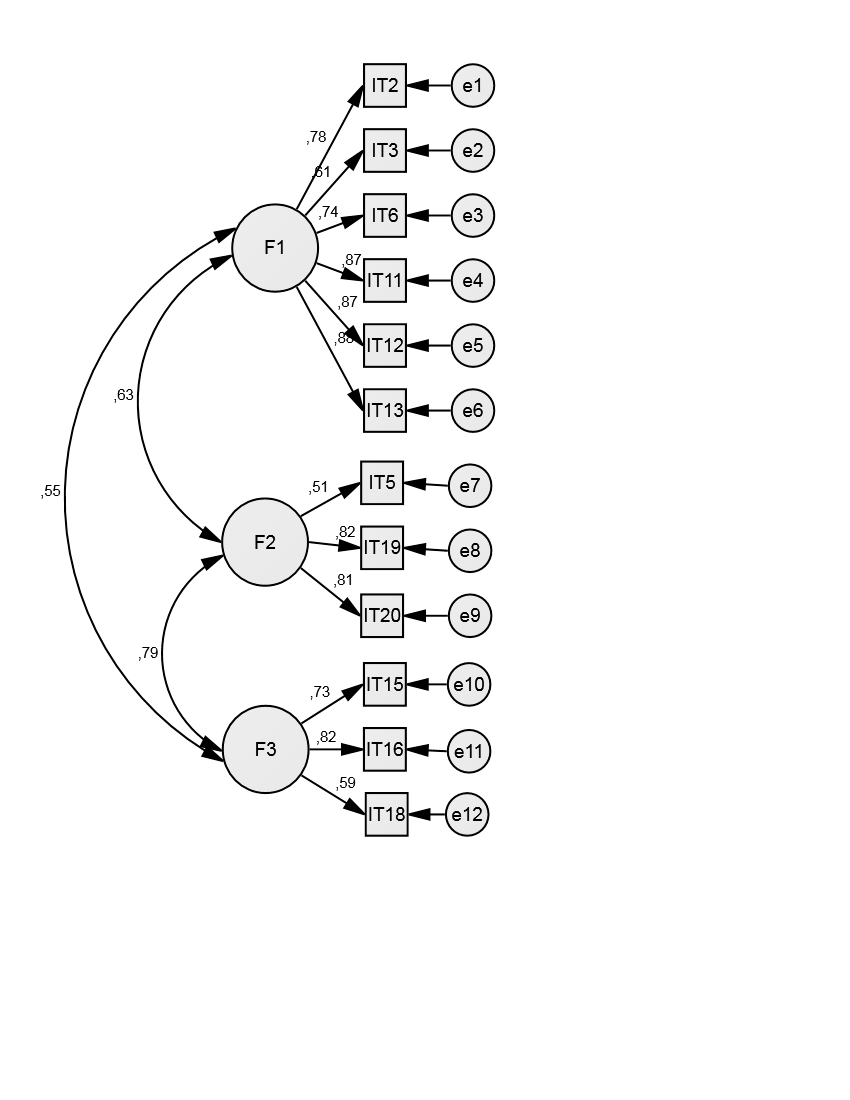 IT2
e1
,78
IT3
e2
,61
IT6
e3
,74
F1
,87
IT11
e4
,87
IT12
e5
,88
IT13
e6
,63
IT5
e7
,51
,55
F2
,82
IT19
e8
,81
IT20
e9
,79
,73
IT15
e10
F3
,82
IT16
e11
,59
IT18
e12